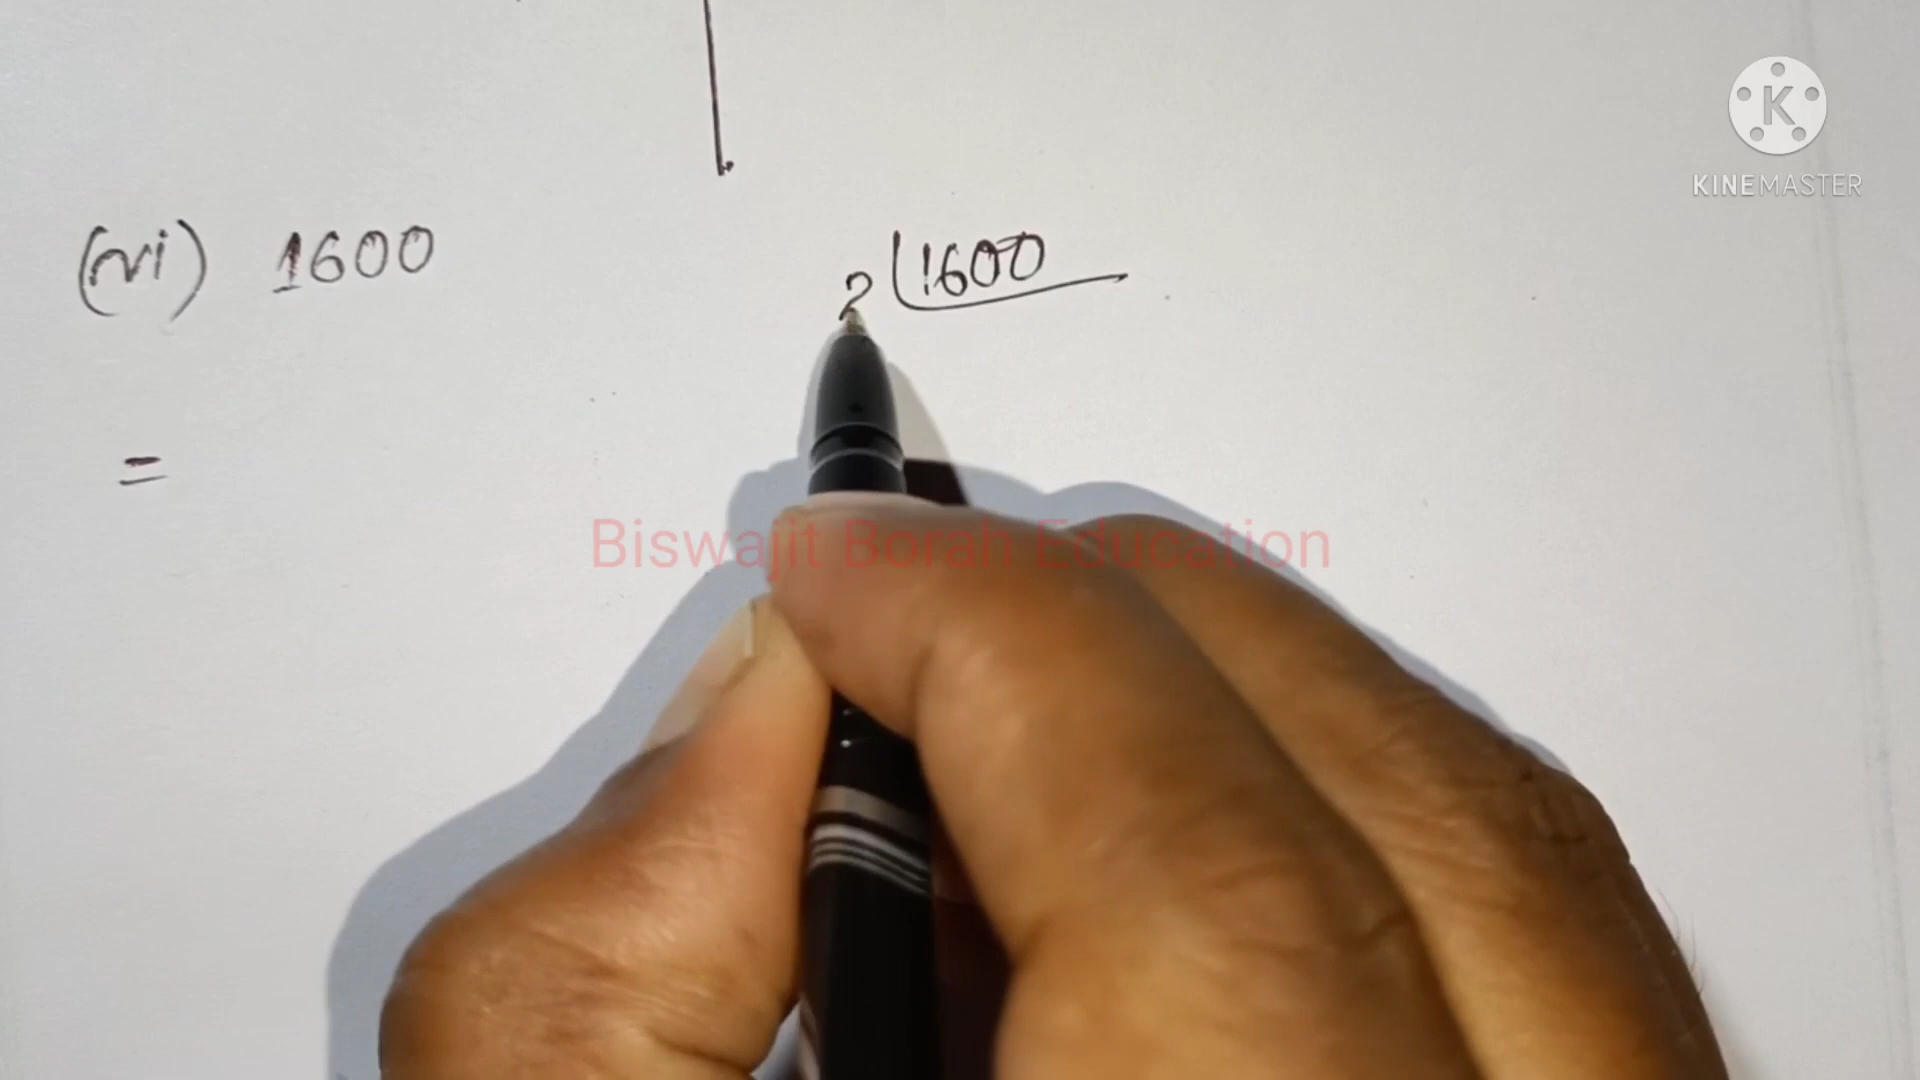 KINEMASTER
(vi) 1600
2 | 1600
=
Biswajit Borah Education